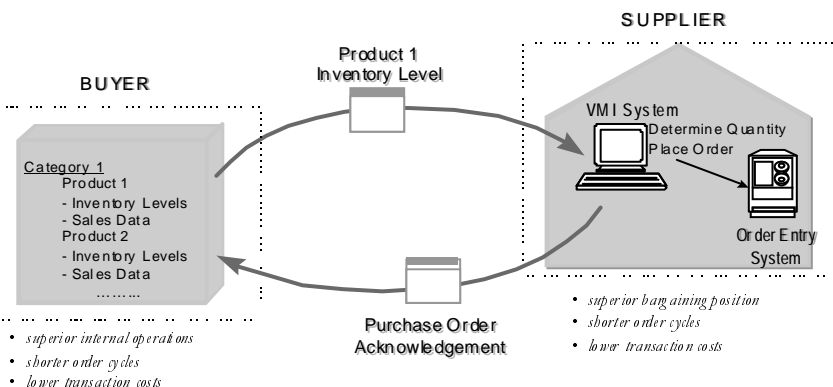 SUPPLIER
Product 1
Inventory Level
BUYER
VMI System
Determine Quantity
Place Order
Category 1
Product 1
- Inventory Levels
- Sales Data
Product 2
- Inventory Levels
- Sales Data
………
Order Entry
System
Purchase Order
Acknowledgement
• superior internal operations
• shorter order cycles
• lower transaction costs
• superior bargaining position
• shorter order cycles
• lower transaction costs